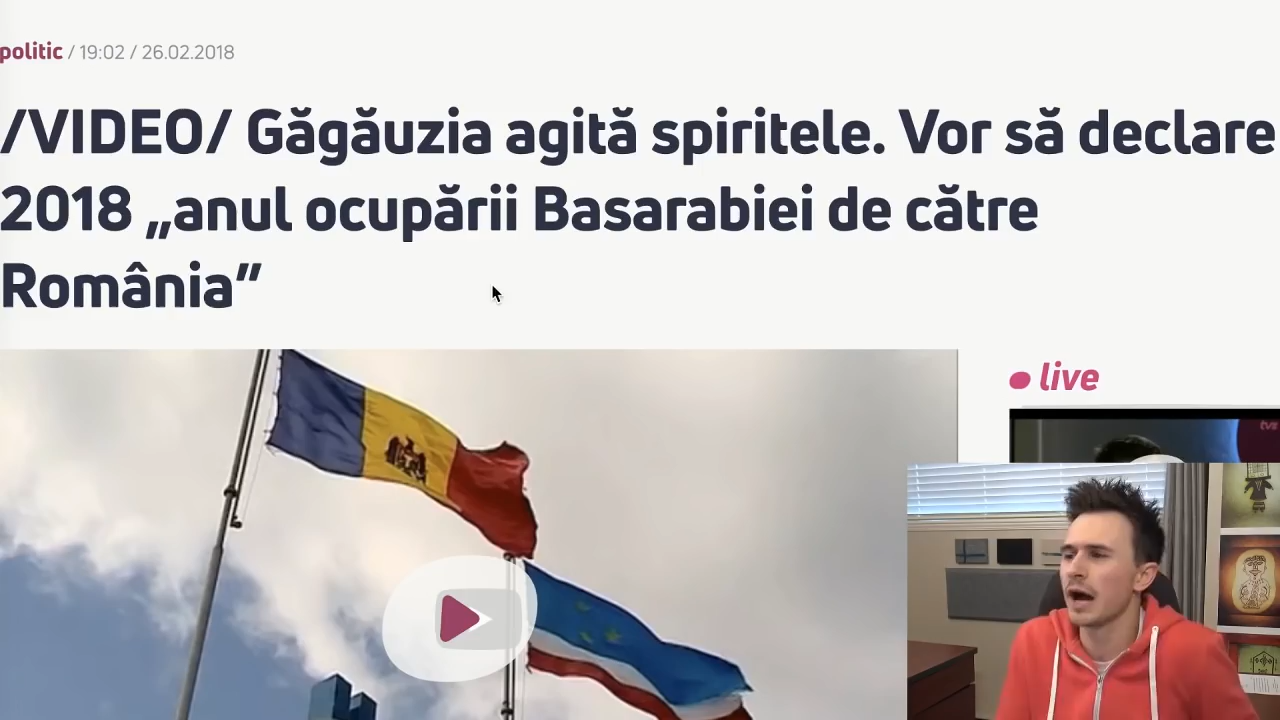 politic / 19:02 / 26.02.2018
/VIDEO/ Găgăuzia agită spiritele. Vor să declare
2018 „anul ocupării Basarabiei de către
România”
live
tv8